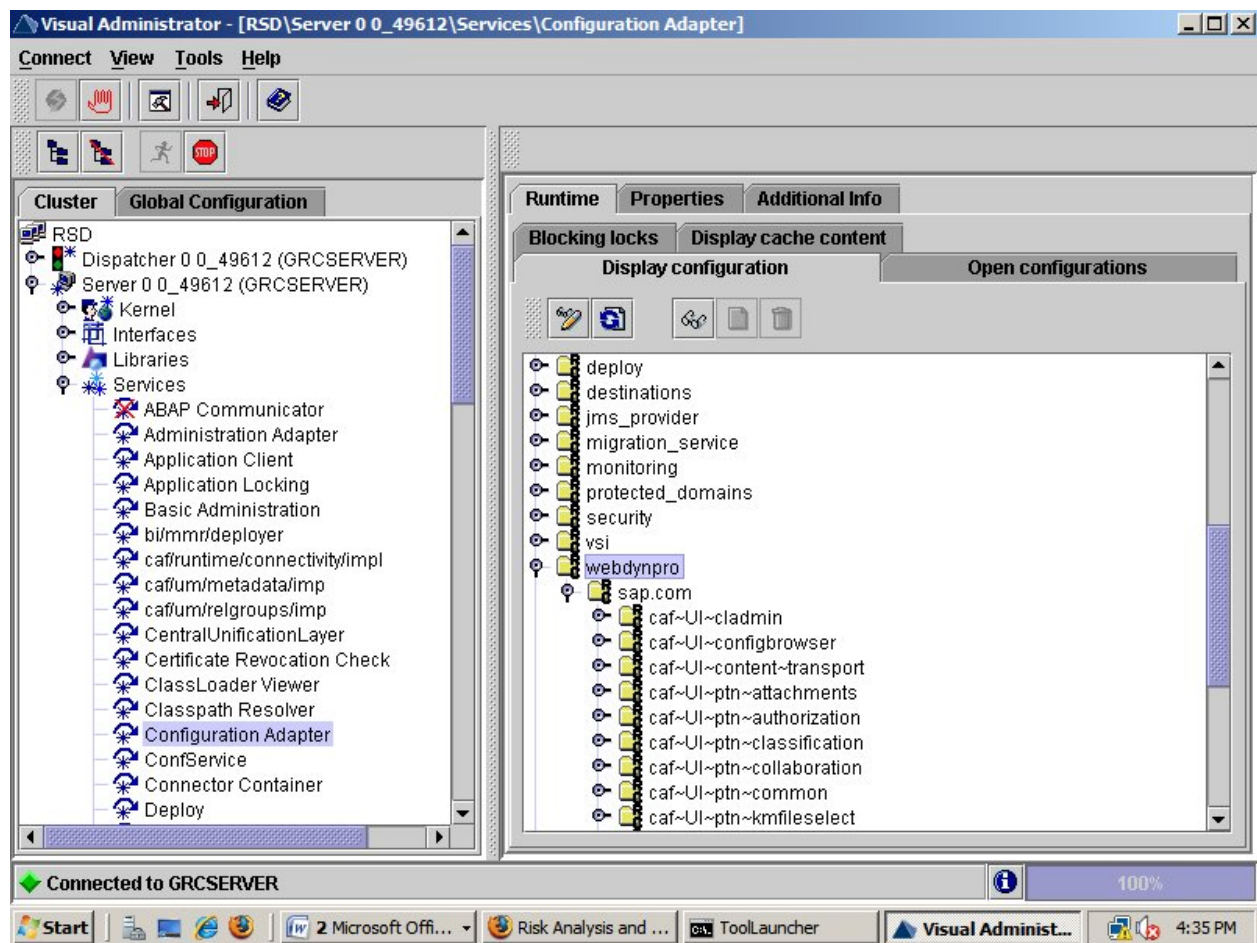 Visual Administrator - [RSD\Server 0 0_49612\Services\Configuration Adapter]
Connect View Tools Help
STOP
Cluster Global Configuration
RSD
Dispatcher 0 0_49612 (GRCSERVER)
Server 0 0_49612 (GRCSERVER)
Kernel
Interfaces
Libraries
Services
ABAP Communicator
Administration Adapter
Application Client
Application Locking
Basic Administration
bi/mmr/deployer
caf/runtime/connectivity/impl
caf/um/metadata/imp
caf/um/relgroups/imp
CentralUnificationLayer
Certificate Revocation Check
ClassLoader Viewer
Classpath Resolver
Configuration Adapter
ConfService
Connector Container
Deploy
Runtime Properties Additional Info
Blocking locks Display cache content
Display configuration Open configurations
deploy
destinations
jms_provider
migration_service
monitoring
protected_domains
security
vsi
webdynpro
sap.com
caf~UI~cladmin
caf~UI~configbrowser
caf~UI~content~transport
caf~UI~ptn~attachments
caf~UI~ptn~authorization
caf~UI~ptn~classification
caf~UI~ptn~collaboration
caf~UI~ptn~common
caf~UI~ptn~kmfileselect
Connected to GRCSERVER 100%
Start 2 Microsoft Offi... Risk Analysis and ... ToolLauncher Visual Administ... 4:35 PM